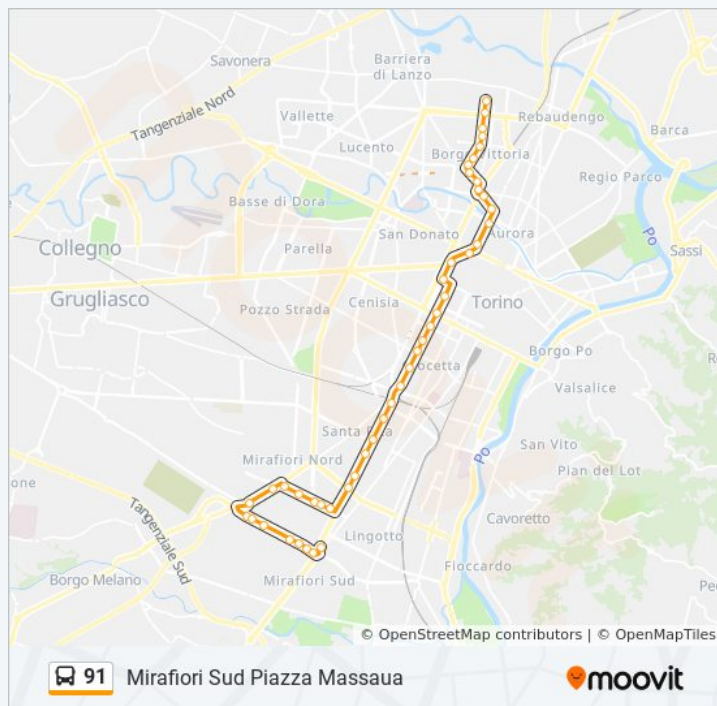 Savonera
Barriera
di Lanzo
Tangenziale Nord
Vallette
Rebaudengo
Lucento
Borgo Vittoria
Barca
Regio Parco
Basse di Dora
San Donato
Aurora
Po
Sassi
Collegno
Parella
Grugliasco
Pozzo Strada
Cenisia
Torino
Borgo Po
Crocetta
Valsalice
Santa Rita
San Vito
Mirafiori Nord
Po
Pian del Lot
Tangenziale Sud
Cavoretto
Lingotto
Fioccardo
Borgo Melano
Mirafiori Sud
© OpenStreetMap contributors | © OpenMapTiles
91 Mirafiori Sud Piazza Massaua
moovit